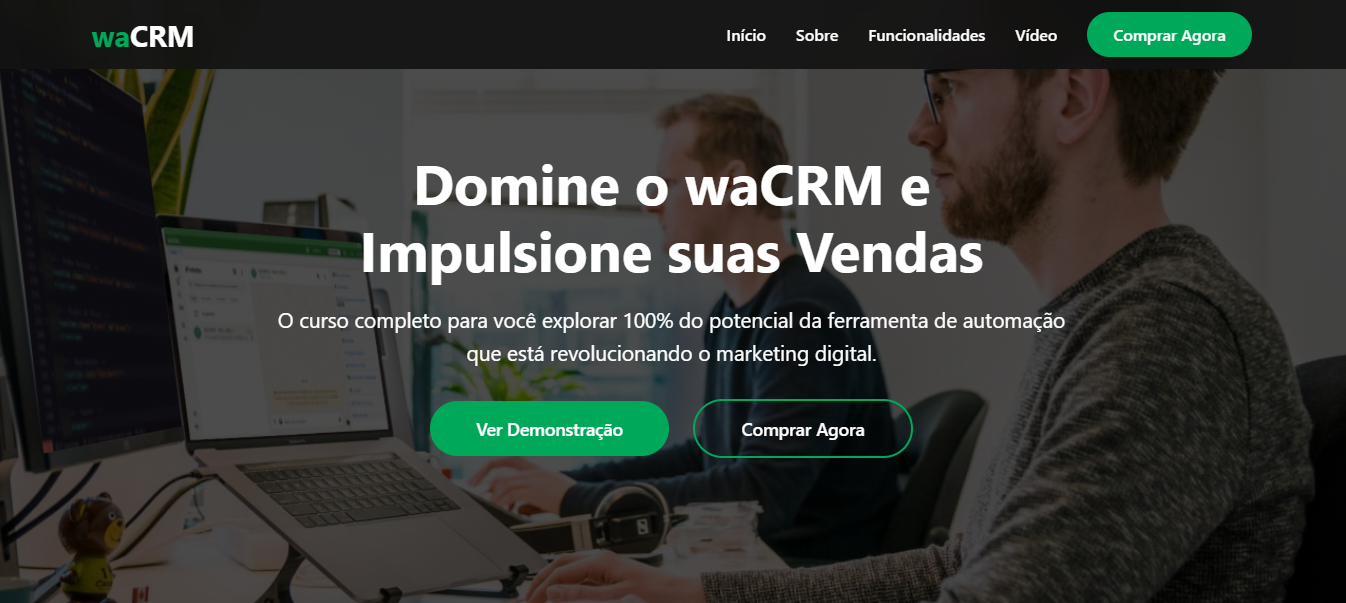 waCRM
Início
Sobre
Funcionalidades
Vídeo
Comprar Agora
Domine o waCRM e
Impulsione suas Vendas
O curso completo para você explorar 100% do potencial da ferramenta de automação
que está revolucionando o marketing digital.
Ver Demonstração
Comprar Agora